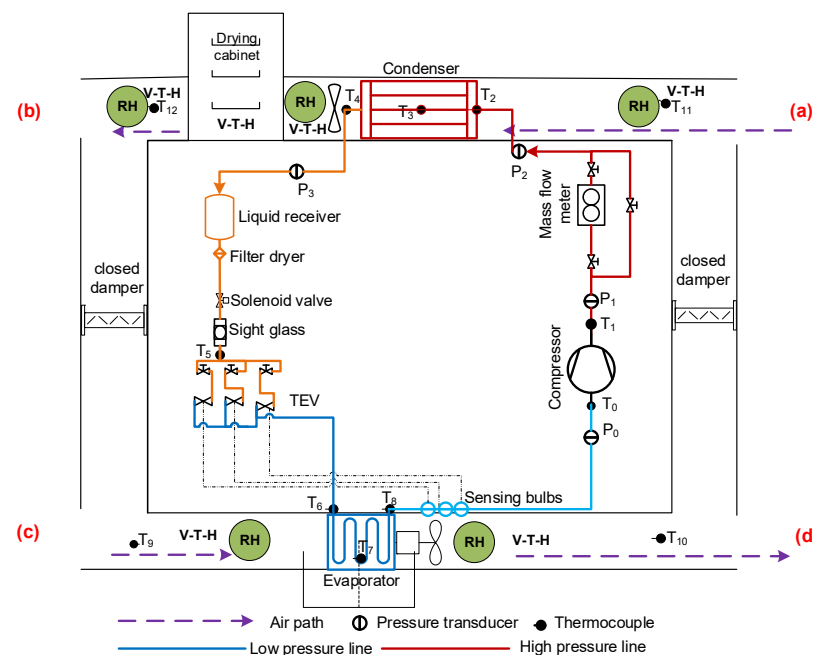 Drying
cabinet
Condenser
V-T-H
RH
T12
(b)
V-T-H
RH
V-T-H
T4
T3
T2
RH
V-T-H
T11
(a)
P3
P2
Liquid receiver
Mass flow
meter
Filter dryer
closed
damper
closed
damper
Solenoid valve
P1
Sight glass
T1
T5
Compressor
TEV
T0
P0
T6
T8
Sensing bulbs
(c)
T9
V-T-H
RH
T7
RH
V-T-H
T10
(d)
Evaporator
Air path
Pressure transducer
Thermocouple
Low pressure line
High pressure line